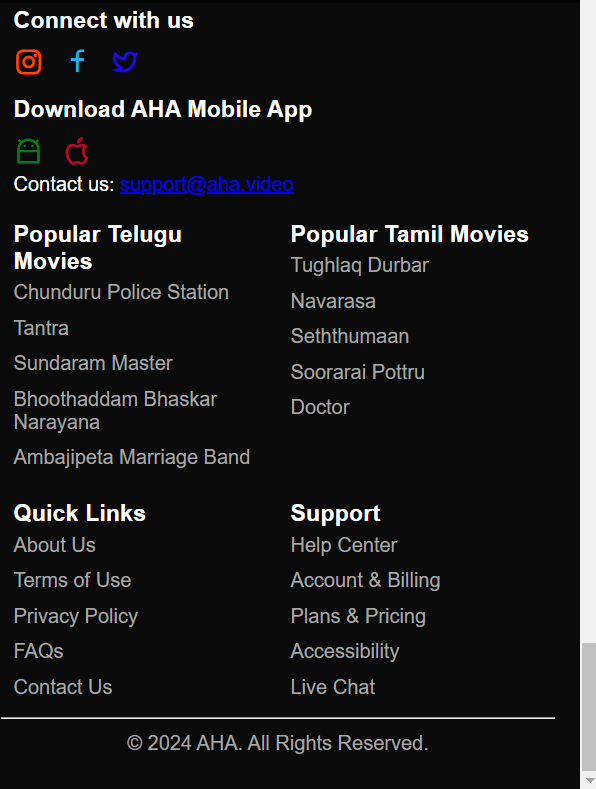 Connect with us
Download AHA Mobile App
Contact us: support@aha.video
Popular Telugu
Movies
Chunduru Police Station
Tantra
Sundaram Master
Bhoothaddam Bhaskar
Narayana
Ambajipeta Marriage Band
Popular Tamil Movies
Tughlaq Durbar
Navarasa
Seththumaan
Soorarai Pottru
Doctor
Quick Links
About Us
Terms of Use
Privacy Policy
FAQs
Contact Us
Support
Help Center
Account & Billing
Plans & Pricing
Accessibility
Live Chat
© 2024 AHA. All Rights Reserved.